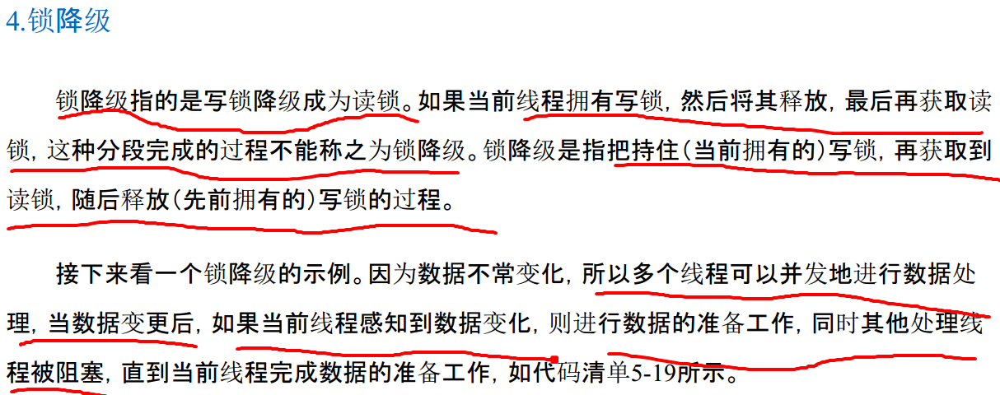 4.锁降级
锁降级指的是写锁降级成为读锁。如果当前线程拥有写锁，然后将其释放，最后再获取读
锁，这种分段完成的过程不能称之为锁降级。锁降级是指把持住（当前拥有的）写锁，再获取到
读锁，随后释放（先前拥有的）写锁的过程。
接下来看一个锁降级的示例。因为数据不常变化，所以多个线程可以并发地进行数据处
理，当数据变更后，如果当前线程感知到数据变化，则进行数据的准备工作，同时其他处理线
程被阻塞，直到当前线程完成数据的准备工作，如代码清单5-19所示。